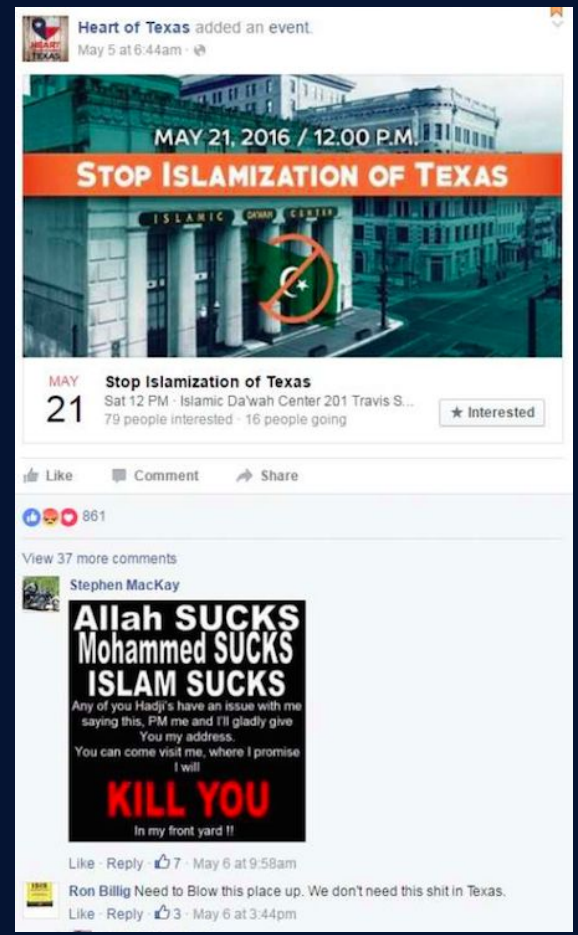 HEART
TEXAS
Heart of Texas added an event.
May 5 at 6:44am ·
MAY 21, 2016 / 12.00 P.M.
STOP ISLAMIZATION OF TEXAS
ISLAMIC DA'WAH CENTER
MAY
21
Stop Islamization of Texas
Sat 12 PM · Islamic Da'wah Center 201 Travis S...
79 people interested · 16 people going
★ Interested
Like Comment Share
861
View 37 more comments
Stephen MacKay
Allah SUCKS
Mohammed SUCKS
ISLAM SUCKS
Any of you Hadji's have an issue with me
saying this, PM me and I'll gladly give
You my address.
You can come visit me, where I promise
I will
KILL YOU
In my front yard !!
Like · Reply · 7 · May 6 at 9:58am
Ron Billig Need to Blow this place up. We don't need this shit in Texas.
Like · Reply · 3 · May 6 at 3:44pm